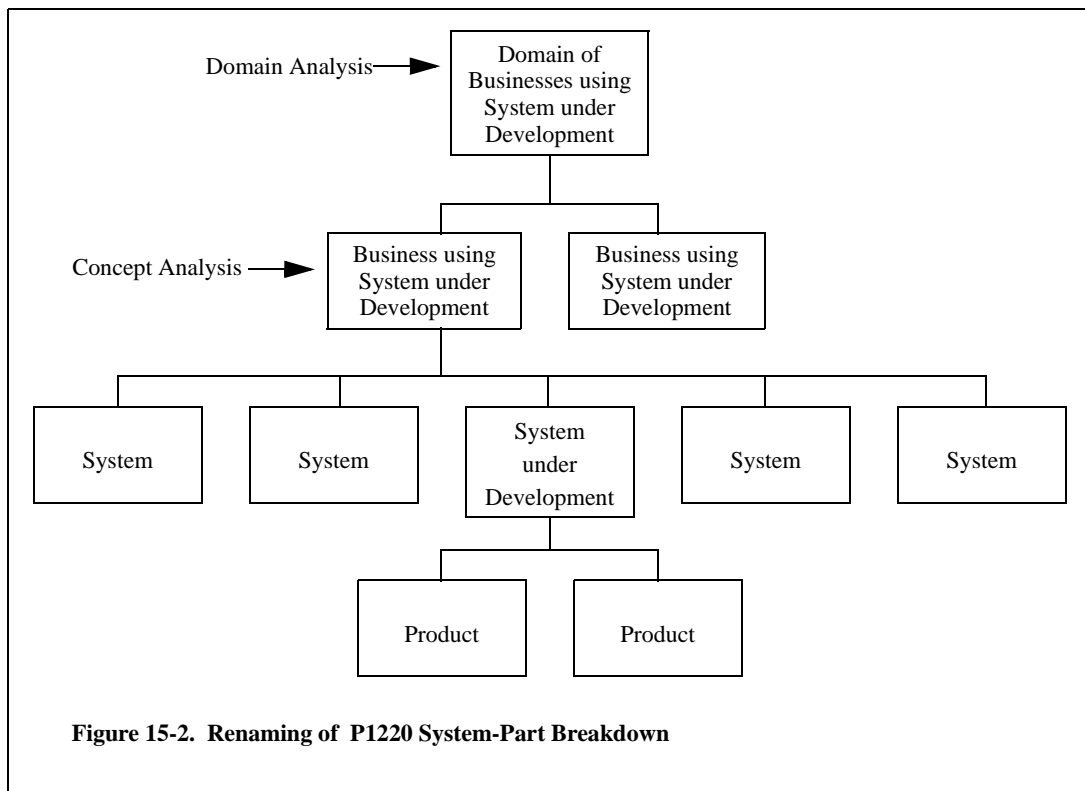 Domain Analysis
Domain of
Businesses using
System under
Development
Concept Analysis
Business using
System under
Development
Business using
System under
Development
System
System
System
under
Development
System
System
Product
Product
Figure 15-2. Renaming of P1220 System-Part Breakdown